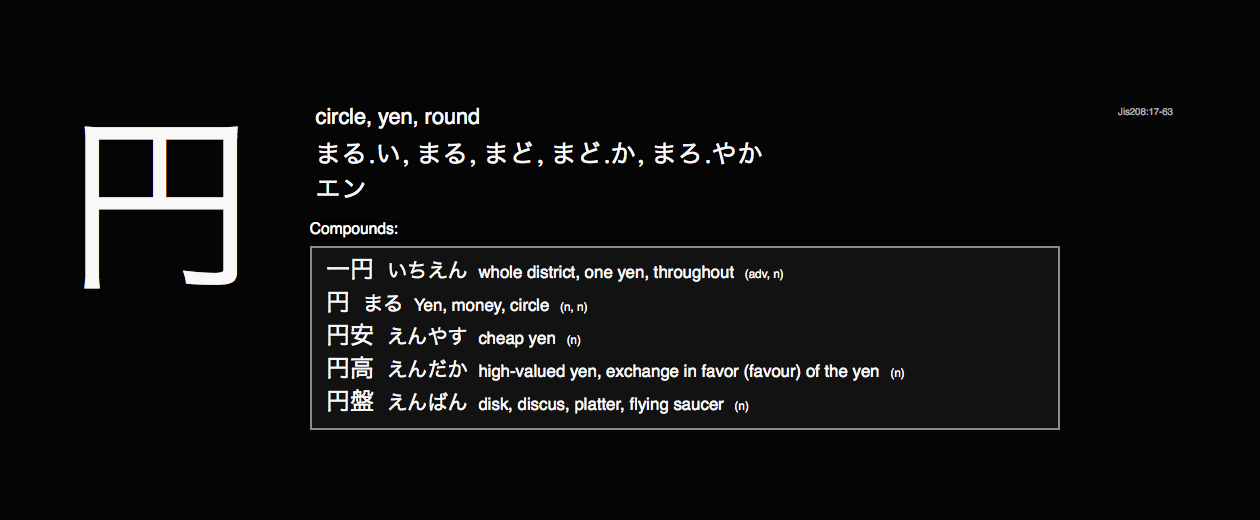 円
circle, yen, round
Jis208:17-63
まる.い, まる, まど, まど.か, まろ.やか
エン
Compounds:
一円 いちえん whole district, one yen, throughout (adv, n)
円 まる Yen, money, circle (n, n)
円安 えんやす cheap yen (n)
円高 えんだか high-valued yen, exchange in favor (favour) of the yen (n)
円盤 えんばん disk, discus, platter, flying saucer (n)